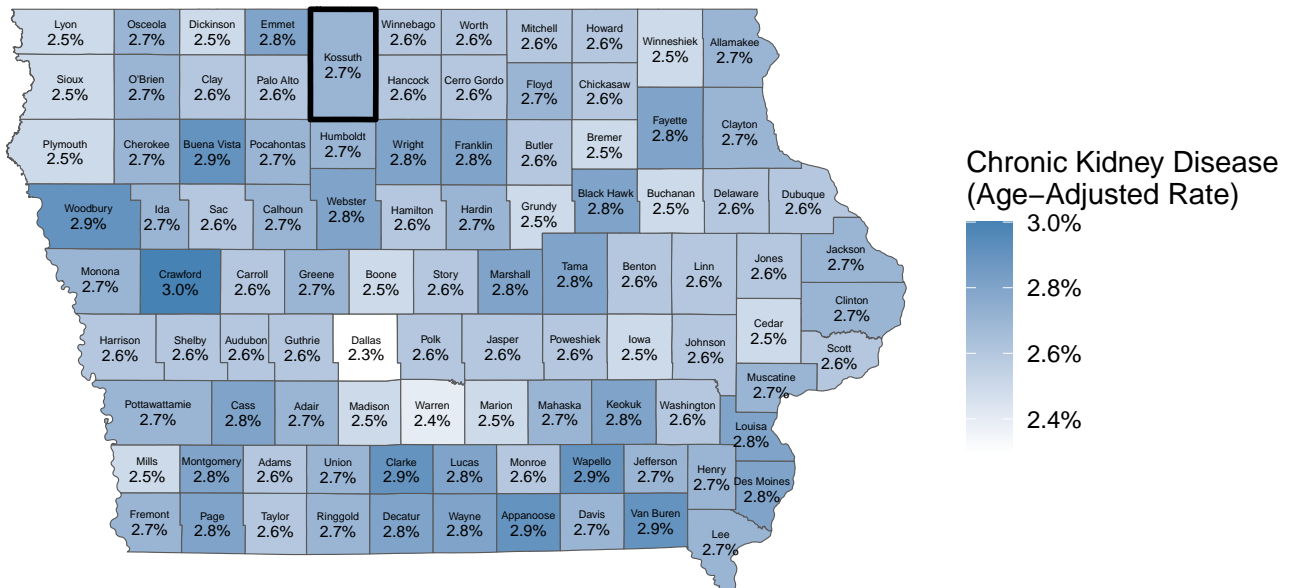 Lyon
2.5%
Osceola
2.7%
Dickinson
2.5%
Emmet
2.8%
Kossuth
2.7%
Winnebago
2.6%
Worth
2.6%
Mitchell
2.6%
Howard
2.6%
Winneshiek
2.5%
Allamakee
2.7%
Sioux
2.5%
O'Brien
2.7%
Clay
2.6%
Palo Alto
2.6%
Hancock
2.6%
Cerro Gordo
2.6%
Floyd
2.7%
Chickasaw
2.6%
Fayette
2.8%
Clayton
2.7%
Plymouth
2.5%
Cherokee
2.7%
Buena Vista
2.9%
Pocahontas
2.7%
Humboldt
2.7%
Wright
2.8%
Franklin
2.8%
Butler
2.6%
Bremer
2.5%
Woodbury
2.9%
Ida
2.7%
Sac
2.6%
Calhoun
2.7%
Webster
2.8%
Hamilton
2.6%
Hardin
2.7%
Grundy
2.5%
Black Hawk
2.8%
Buchanan
2.5%
Delaware
2.6%
Dubuque
2.6%
Monona
2.7%
Crawford
3.0%
Carroll
2.6%
Greene
2.7%
Boone
2.5%
Story
2.6%
Marshall
2.8%
Tama
2.8%
Benton
2.6%
Linn
2.6%
Jones
2.6%
Jackson
2.7%
Clinton
2.7%
Harrison
2.6%
Shelby
2.6%
Audubon
2.6%
Guthrie
2.6%
Dallas
2.3%
Polk
2.6%
Jasper
2.6%
Poweshiek
2.6%
Iowa
2.5%
Johnson
2.6%
Cedar
2.5%
Scott
2.6%
Muscatine
2.7%
Pottawattamie
2.7%
Cass
2.8%
Adair
2.7%
Madison
2.5%
Warren
2.4%
Marion
2.5%
Mahaska
2.7%
Keokuk
2.8%
Washington
2.6%
Louisa
2.8%
Mills
2.5%
Montgomery
2.8%
Adams
2.6%
Union
2.7%
Clarke
2.9%
Lucas
2.8%
Monroe
2.6%
Wapello
2.9%
Jefferson
2.7%
Henry
2.7%
Des Moines
2.8%
Fremont
2.7%
Page
2.8%
Taylor
2.6%
Ringgold
2.7%
Decatur
2.8%
Wayne
2.8%
Appanoose
2.9%
Davis
2.7%
Van Buren
2.9%
Lee
2.7%
Chronic Kidney Disease
(Age−Adjusted Rate)
3.0%
2.8%
2.6%
2.4%